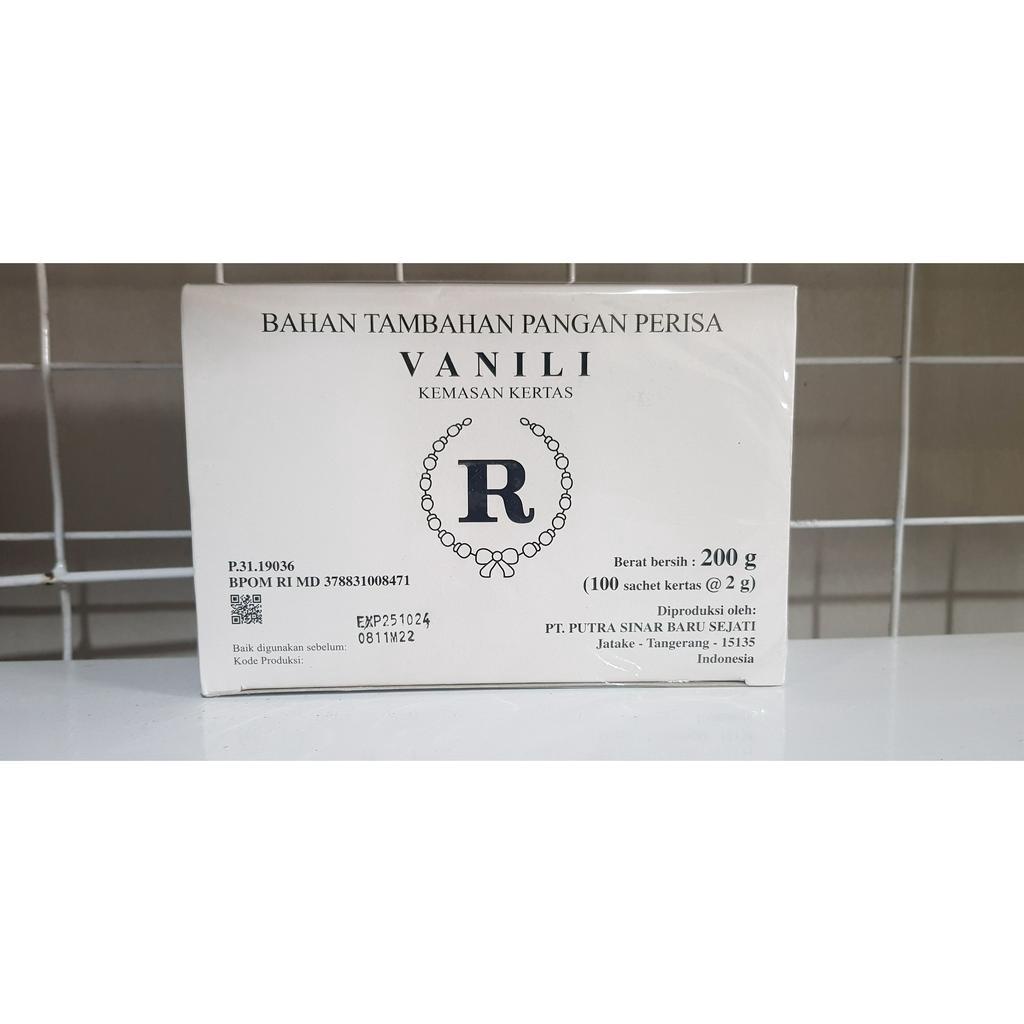 BAHAN TAMBAHAN PANGAN PERISA
VANILI
KEMASAN KERTAS
R
P.31.19036
BPOM RI MD 378831008471
EXP251024
0811M22
Baik digunakan sebelum:
Kode Produksi:
Berat bersih : 200 g
(100 sachet kertas @ 2 g)
Diproduksi oleh:
PT. PUTRA SINAR BARU SEJATI
Jatake - Tangerang - 15135
Indonesia